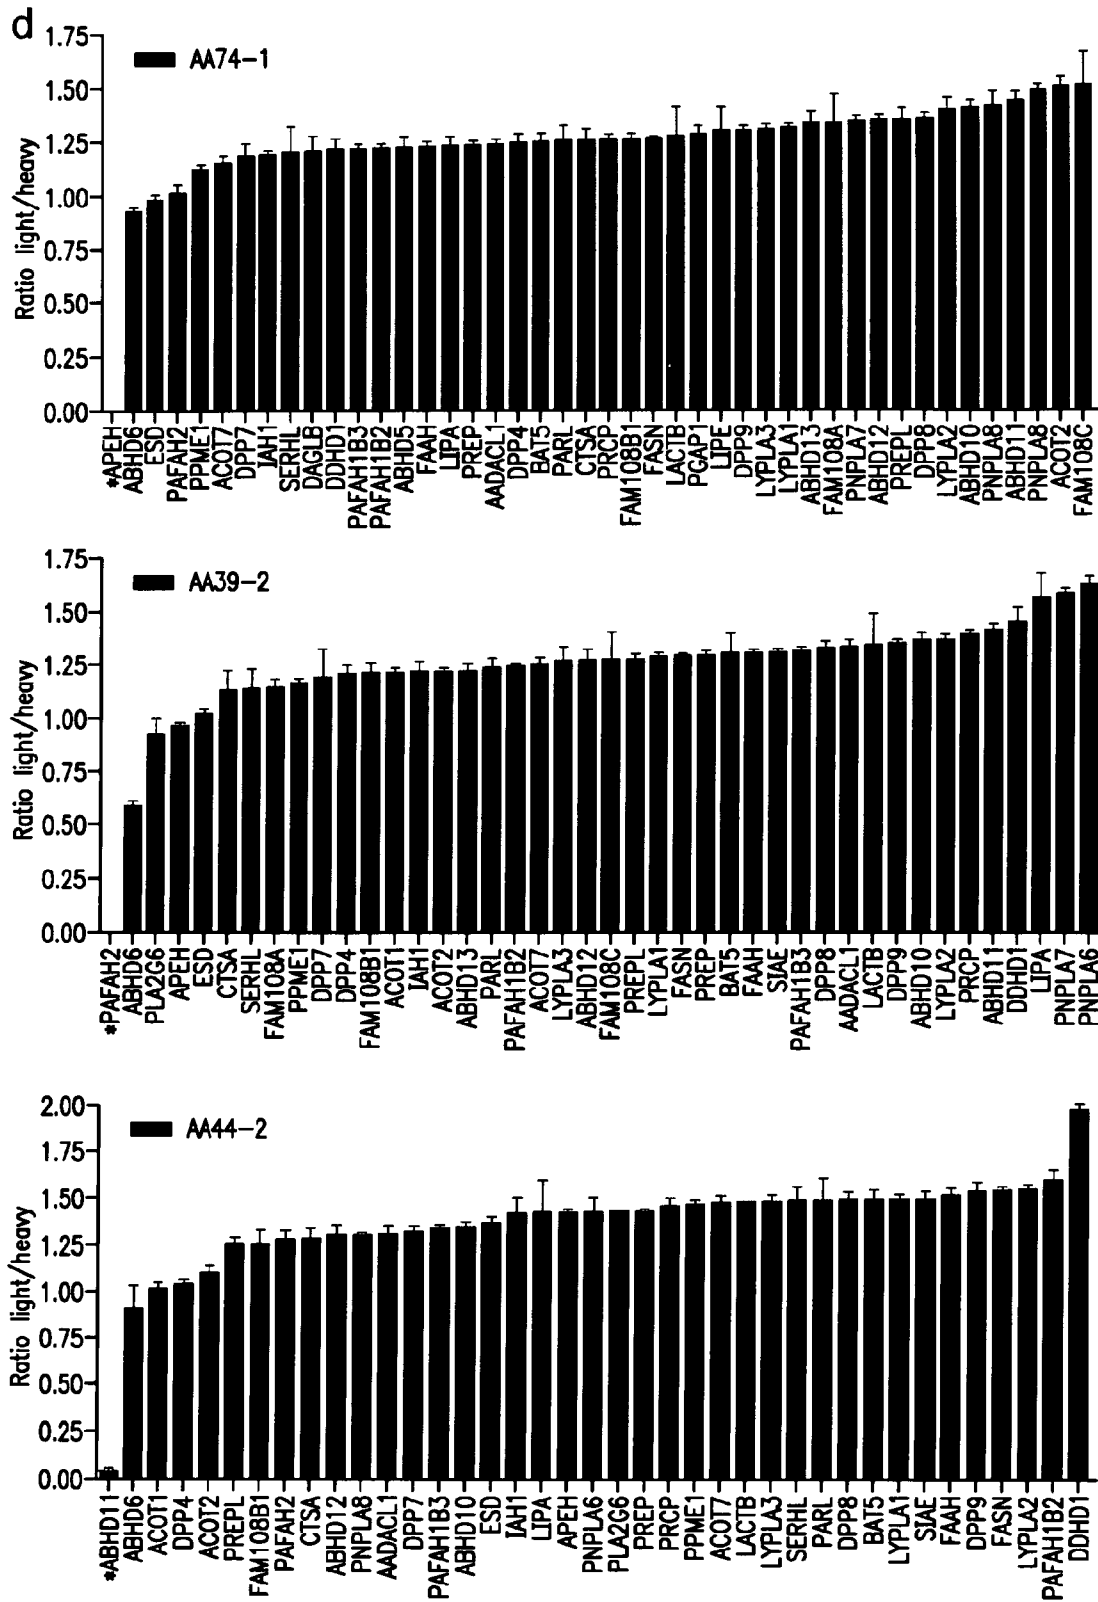 d
AA74-1
Ratio light/heavy
1.75
1.50
1.25
1.00
0.75
0.50
0.25
0.00
*APEH
ABHD6
ESD
PAFAH2
PPME1
ACOT7
DPP7
IAH1
SERHL
DAGLB
DDHD1
PAFAH1B3
PAFAH1B2
ABHD5
FAAH
LIPA
PREP
AADACL1
DPP4
BAT5
PARL
CTSA
PRCP
FAM108B1
FASN
LACTB
PGAP1
LIPE
DPP9
LYPLA3
LYPLA1
ABHD13
FAM108A
PNPLA7
ABHD12
PREPL
DPP8
LYPLA2
ABHD10
PNPLA8
ABHD11
PNPLA8
ACOT2
FAM108C
AA39-2
Ratio light/heavy
1.75
1.50
1.25
1.00
0.75
0.50
0.25
0.00
*PAFAH2
ABHD6
PLA2G6
APEH
ESD
CTSA
SERHL
FAM108A
PPME1
DPP7
DPP4
FAM108B1
ACOT1
IAH1
ACOT2
ABHD13
PARL
PAFAH1B2
ACOT7
LYPLA3
ABHD12
FAM108C
PREPL
LYPLA1
FASN
PREP
BAT5
FAAH
SIAE
PAFAH1B3
DPP8
AADACL1
LACTB
DPP9
ABHD10
LYPLA2
PRCP
ABHD11
DDHD1
LIPA
PNPLA7
PNPLA6
AA44-2
Ratio light/heavy
2.00
1.75
1.50
1.25
1.00
0.75
0.50
0.25
0.00
*ABHD11
ABHD6
ACOT1
DPP4
ACOT2
PREPL
FAM108B1
PAFAH2
CTSA
ABHD12
PNPLA8
AADACL1
DPP7
PAFAH1B3
ABHD10
ESD
IAH1
LIPA
APEH
PNPLA6
PLA2G6
PREP
PRCP
PPME1
ACOT7
LACTB
LYPLA3
SERHL
PARL
DPP8
BAT5
LYPLA1
SIAE
FAAH
DPP9
FASN
LYPLA2
PAFAH1B2
DDHD1